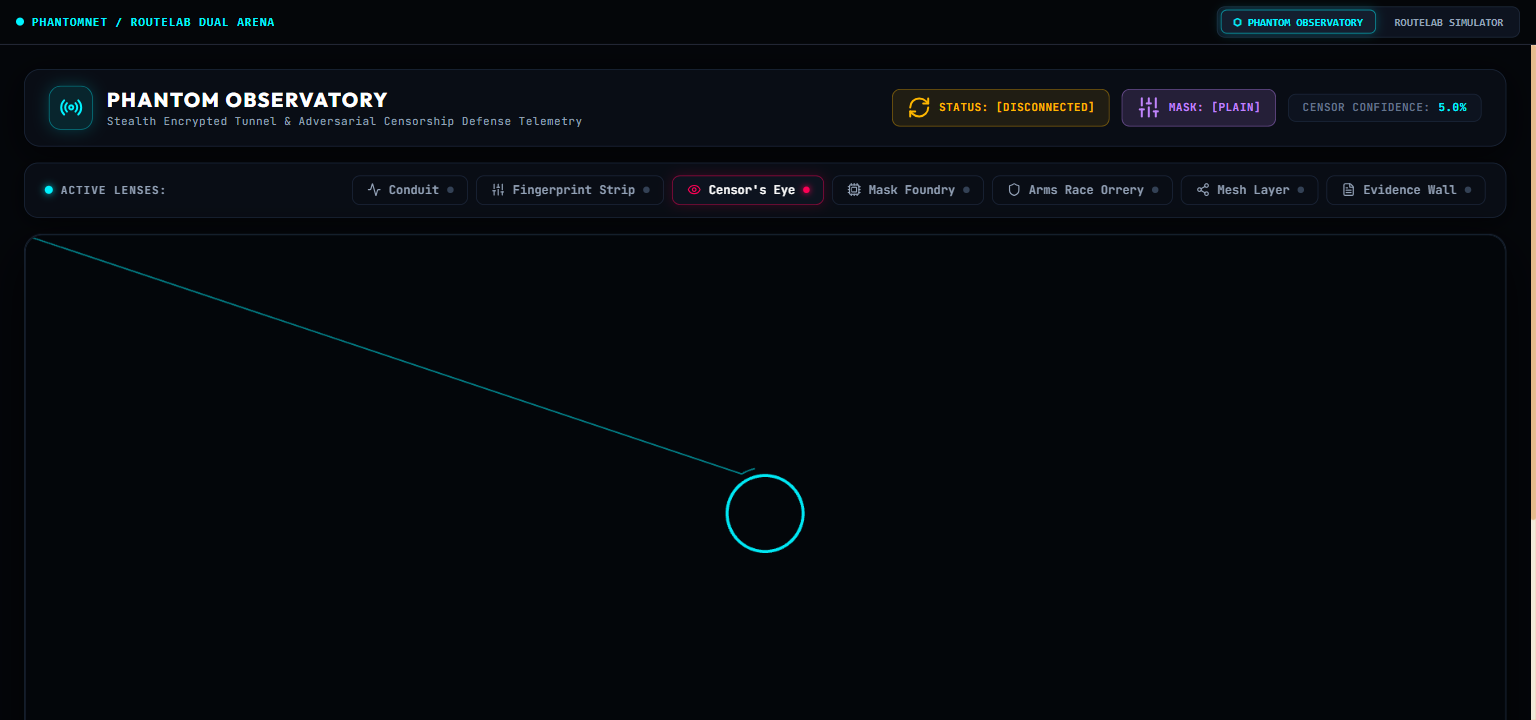 PHANTOMNET / ROUTELAB DUAL ARENA
PHANTOM OBSERVATORY
ROUTELAB SIMULATOR
PHANTOM OBSERVATORY
Stealth Encrypted Tunnel & Adversarial Censorship Defense Telemetry
STATUS: [DISCONNECTED]
MASK: [PLAIN]
CENSOR CONFIDENCE: 5.0%
ACTIVE LENSES:
Conduit
Fingerprint Strip
Censor's Eye
Mask Foundry
Arms Race Orrery
Mesh Layer
Evidence Wall